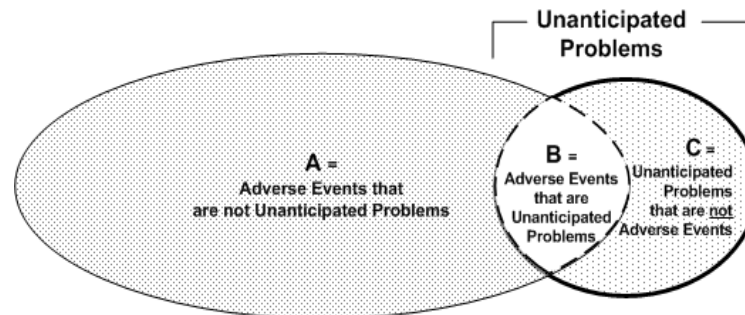 Unanticipated
Problems
A =
Adverse Events that
are not Unanticipated Problems
B =
Adverse Events
that are
Unanticipated
Problems
C =
Unanticipated
Problems
that are not
Adverse Events